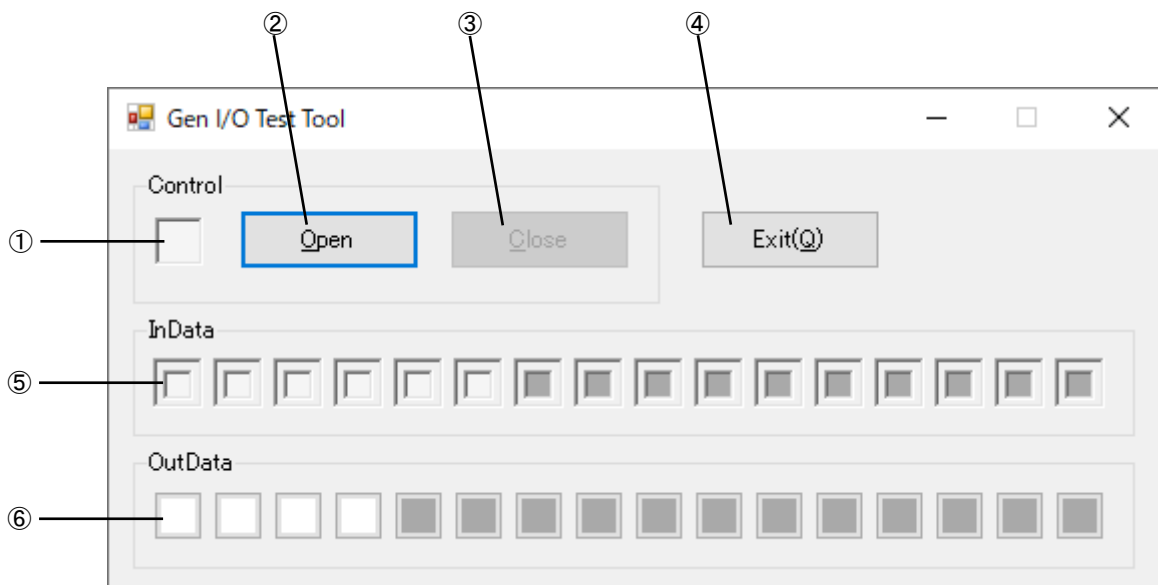 ② ③ ④
Gen I/O Test Tool
Control
① Open Close Exit(Q)
InData
⑤
OutData
⑥